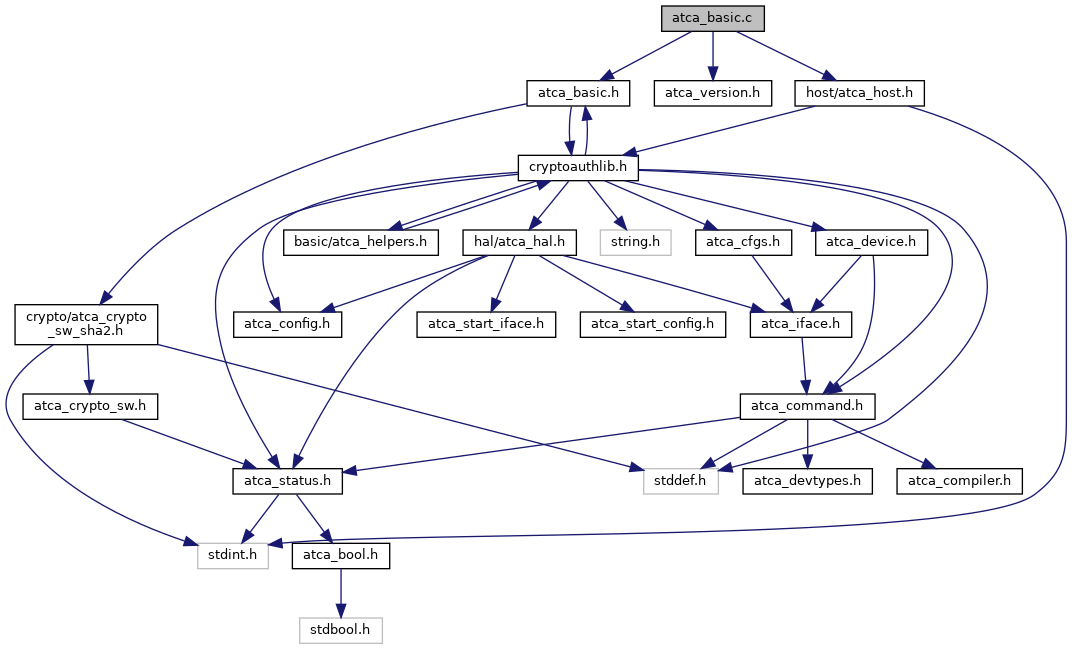 atca_basic.c
atca_basic.h
atca_version.h
host/atca_host.h
cryptoauthlib.h
basic/atca_helpers.h
hal/atca_hal.h
string.h
atca_cfgs.h
atca_device.h
crypto/atca_crypto
_sw_sha2.h
atca_config.h
atca_start_iface.h
atca_start_config.h
atca_iface.h
atca_crypto_sw.h
atca_command.h
atca_status.h
stddef.h
atca_devtypes.h
atca_compiler.h
stdint.h
atca_bool.h
stdbool.h